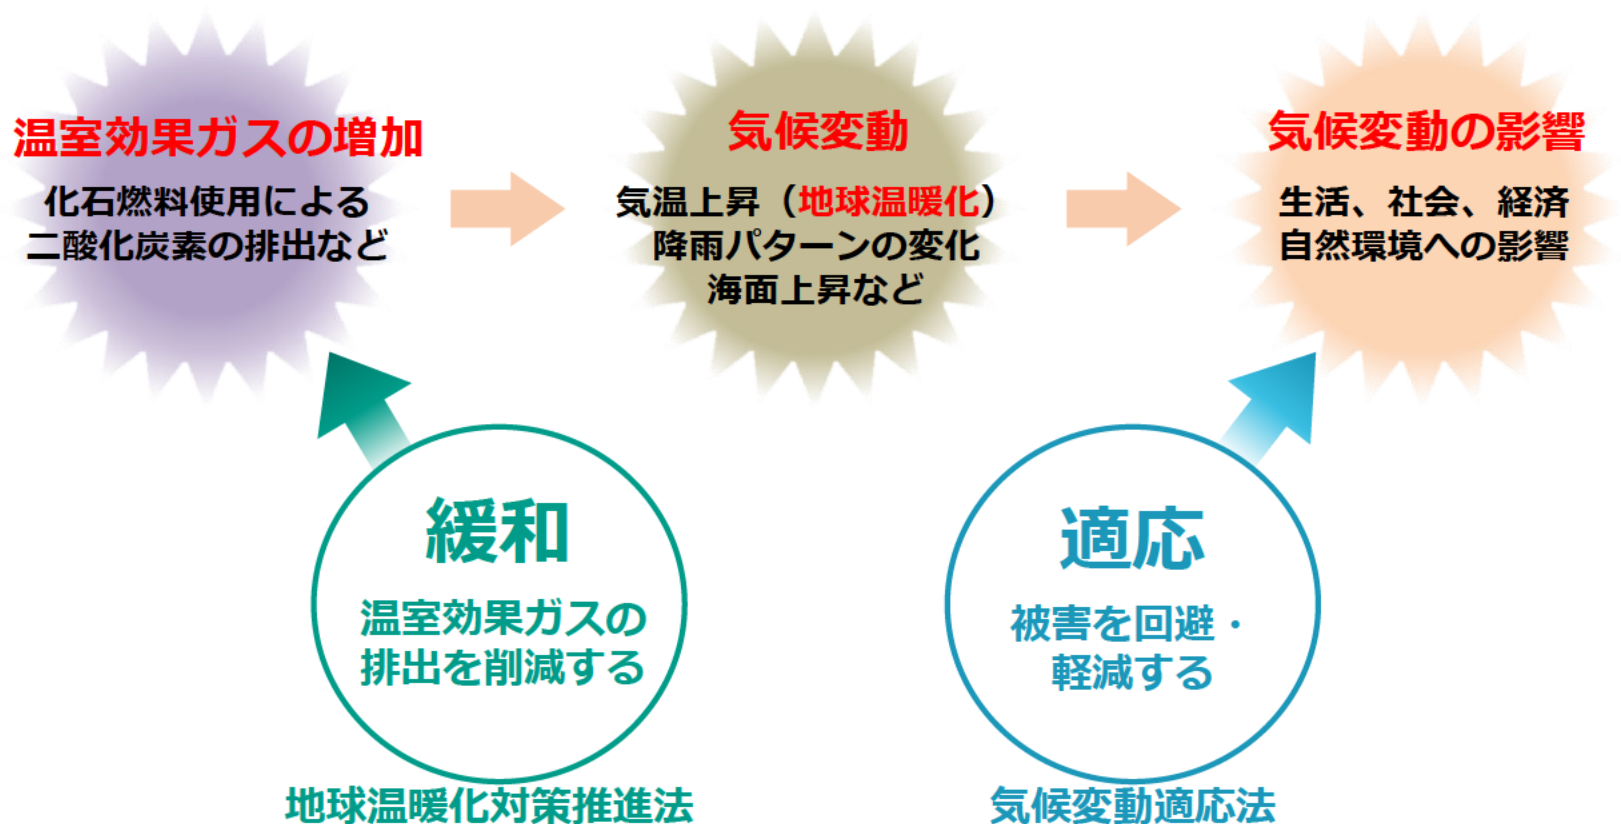 温室効果ガスの増加
化石燃料使用による
二酸化炭素の排出など
気候変動
気温上昇（地球温暖化）
降雨パターンの変化
海面上昇など
気候変動の影響
生活、社会、経済
自然環境への影響
緩和
温室効果ガスの
排出を削減する
地球温暖化対策推進法
適応
被害を回避・
軽減する
気候変動適応法